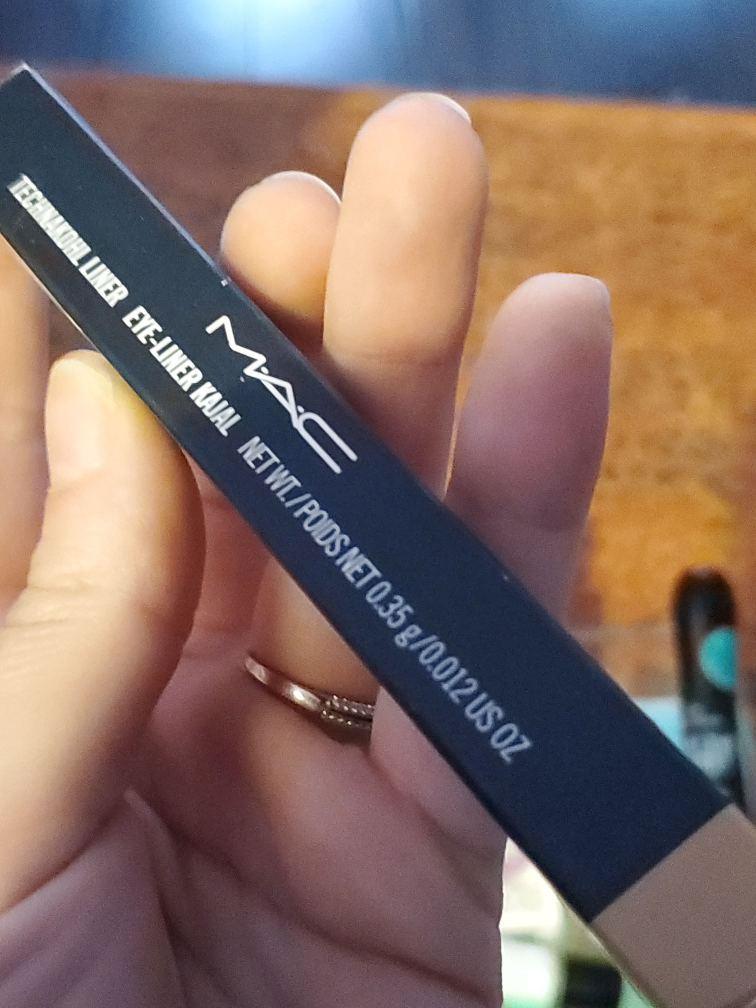 MAC
TECHNAKOHL LINER EYE-LINER KAJAL NET WT./POIDS NET 0.35 g/0.012 US OZ